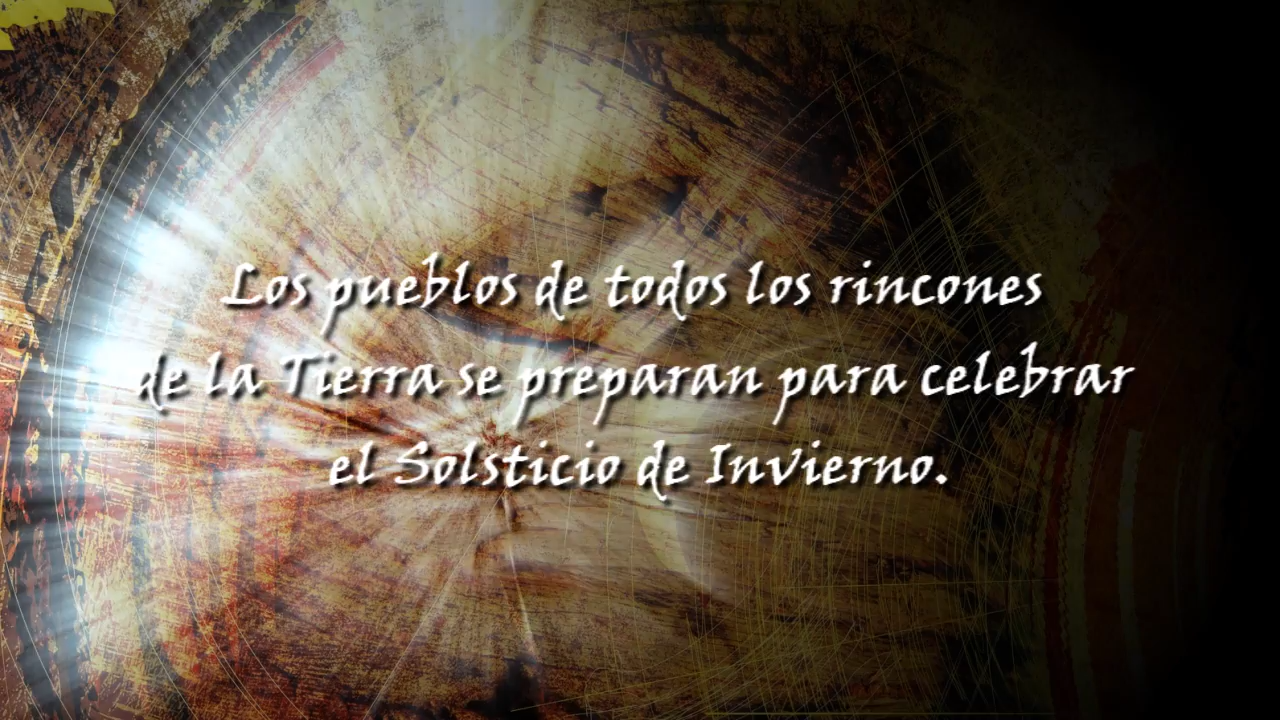 Los pueblos de todos los rincones
de la Tierra se preparan para celebrar
el Solsticio de Invierno.